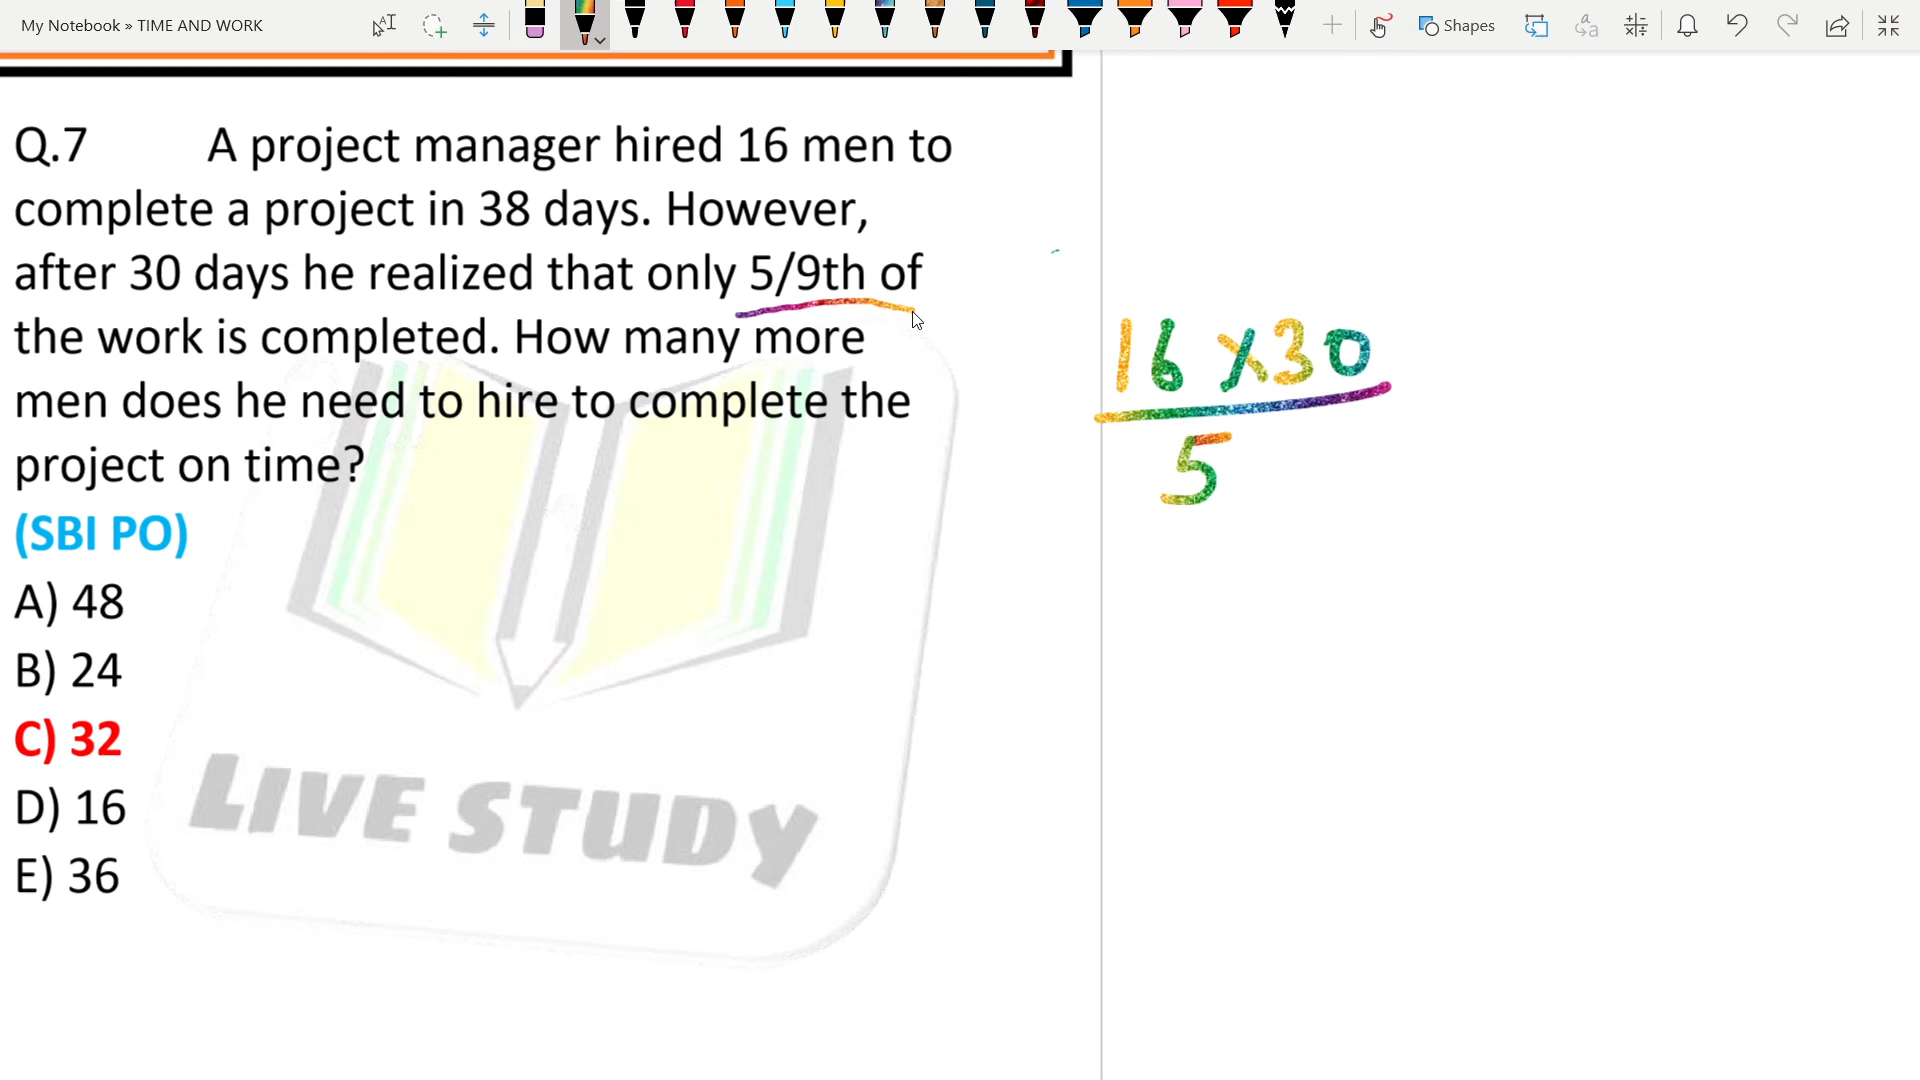 My Notebook » TIME AND WORK
Shapes
Q.7 A project manager hired 16 men to
complete a project in 38 days. However,
after 30 days he realized that only 5/9th of
the work is completed. How many more
men does he need to hire to complete the
project on time?
(SBI PO)
A) 48
B) 24
C) 32
D) 16
E) 36
LIVE STUDY
16 X 30
5